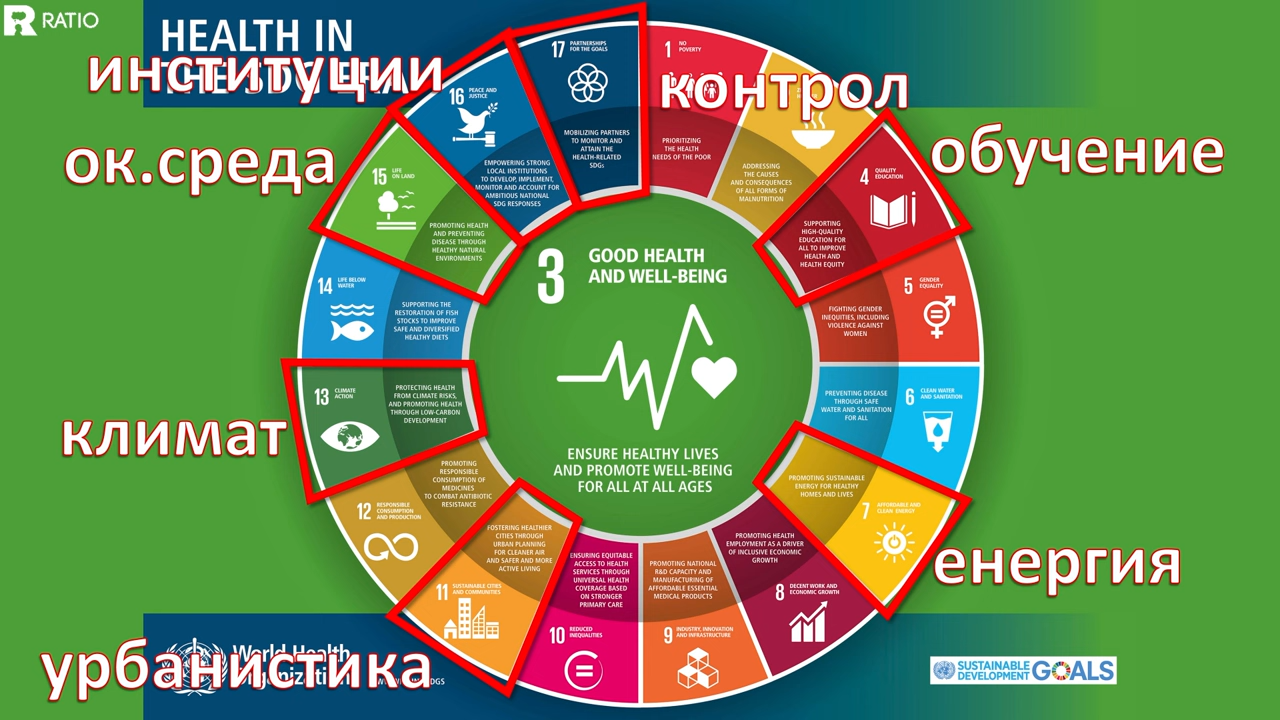 RATIO
HEALTH IN
THE SDG ERA
институции
контрол
ок.среда
обучение
климат
енергия
урбанистика
17 PARTNERSHIPS
FOR THE GOALS
MOBILIZING PARTNERS
TO MONITOR AND
ATTAIN THE
HEALTH-RELATED
SDGs
1 NO
POVERTY
PRIORITIZING
THE HEALTH
NEEDS OF THE POOR
ADDRESSING
THE CAUSES
AND CONSEQUENCES
OF ALL FORMS OF
MALNUTRITION
4 QUALITY
EDUCATION
SUPPORTING
HIGH-QUALITY
EDUCATION FOR
ALL TO IMPROVE
HEALTH AND
HEALTH EQUITY
5 GENDER
EQUALITY
FIGHTING GENDER
INEQUITIES, INCLUDING
VIOLENCE AGAINST
WOMEN
6 CLEAN WATER
AND SANITATION
PREVENTING DISEASE
THROUGH SAFE
WATER AND SANITATION
FOR ALL
7 AFFORDABLE AND
CLEAN ENERGY
PROMOTING SUSTAINABLE
ENERGY FOR HEALTHY
HOMES AND LIVES
8 DECENT WORK AND
ECONOMIC GROWTH
PROMOTING HEALTH
EMPLOYMENT AS A DRIVER
OF INCLUSIVE ECONOMIC
GROWTH
9 INDUSTRY, INNOVATION
AND INFRASTRUCTURE
PROMOTING NATIONAL
R&D CAPACITY AND
MANUFACTURING OF
AFFORDABLE ESSENTIAL
MEDICAL PRODUCTS
10 REDUCED
INEQUALITIES
ENSURING EQUITABLE
ACCESS TO HEALTH
SERVICES THROUGH
UNIVERSAL HEALTH
COVERAGE BASED
ON STRONGER
PRIMARY CARE
11 SUSTAINABLE CITIES
AND COMMUNITIES
FOSTERING HEALTHIER
CITIES THROUGH
URBAN PLANNING
FOR CLEANER AIR
AND SAFER AND MORE
ACTIVE LIVING
12 RESPONSIBLE
CONSUMPTION
AND PRODUCTION
PROMOTING
RESPONSIBLE
CONSUMPTION OF
MEDICINES
TO COMBAT ANTIBIOTIC
RESISTANCE
13 CLIMATE
ACTION
PROTECTING HEALTH
FROM CLIMATE RISKS,
AND PROMOTING HEALTH
THROUGH LOW-CARBON
DEVELOPMENT
14 LIFE BELOW
WATER
SUPPORTING THE
RESTORATION OF FISH
STOCKS TO IMPROVE
SAFE AND DIVERSIFIED
HEALTHY DIETS
15 LIFE
ON LAND
PROMOTING HEALTH
AND PREVENTING
DISEASE THROUGH
HEALTHY NATURAL
ENVIRONMENTS
16 PEACE AND
JUSTICE
EMPOWERING STRONG
LOCAL INSTITUTIONS
TO DEVELOP, IMPLEMENT,
MONITOR AND ACCOUNT FOR
AMBITIOUS NATIONAL
SDG RESPONSES
3 GOOD HEALTH
AND WELL-BEING
ENSURE HEALTHY LIVES
AND PROMOTE WELL-BEING
FOR ALL AT ALL AGES
World Health
Organization
SUSTAINABLE
DEVELOPMENT GOALS